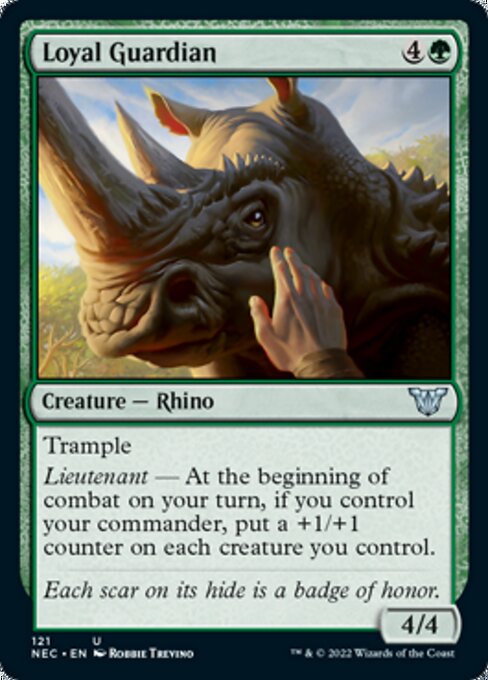 Loyal Guardian 4
Creature — Rhino
Trample
Lieutenant — At the beginning of
combat on your turn, if you control
your commander, put a +1/+1
counter on each creature you control.
Each scar on its hide is a badge of honor.
4/4
121 U
NEC • EN Robbie Trevino
™ & © 2022 Wizards of the Coast